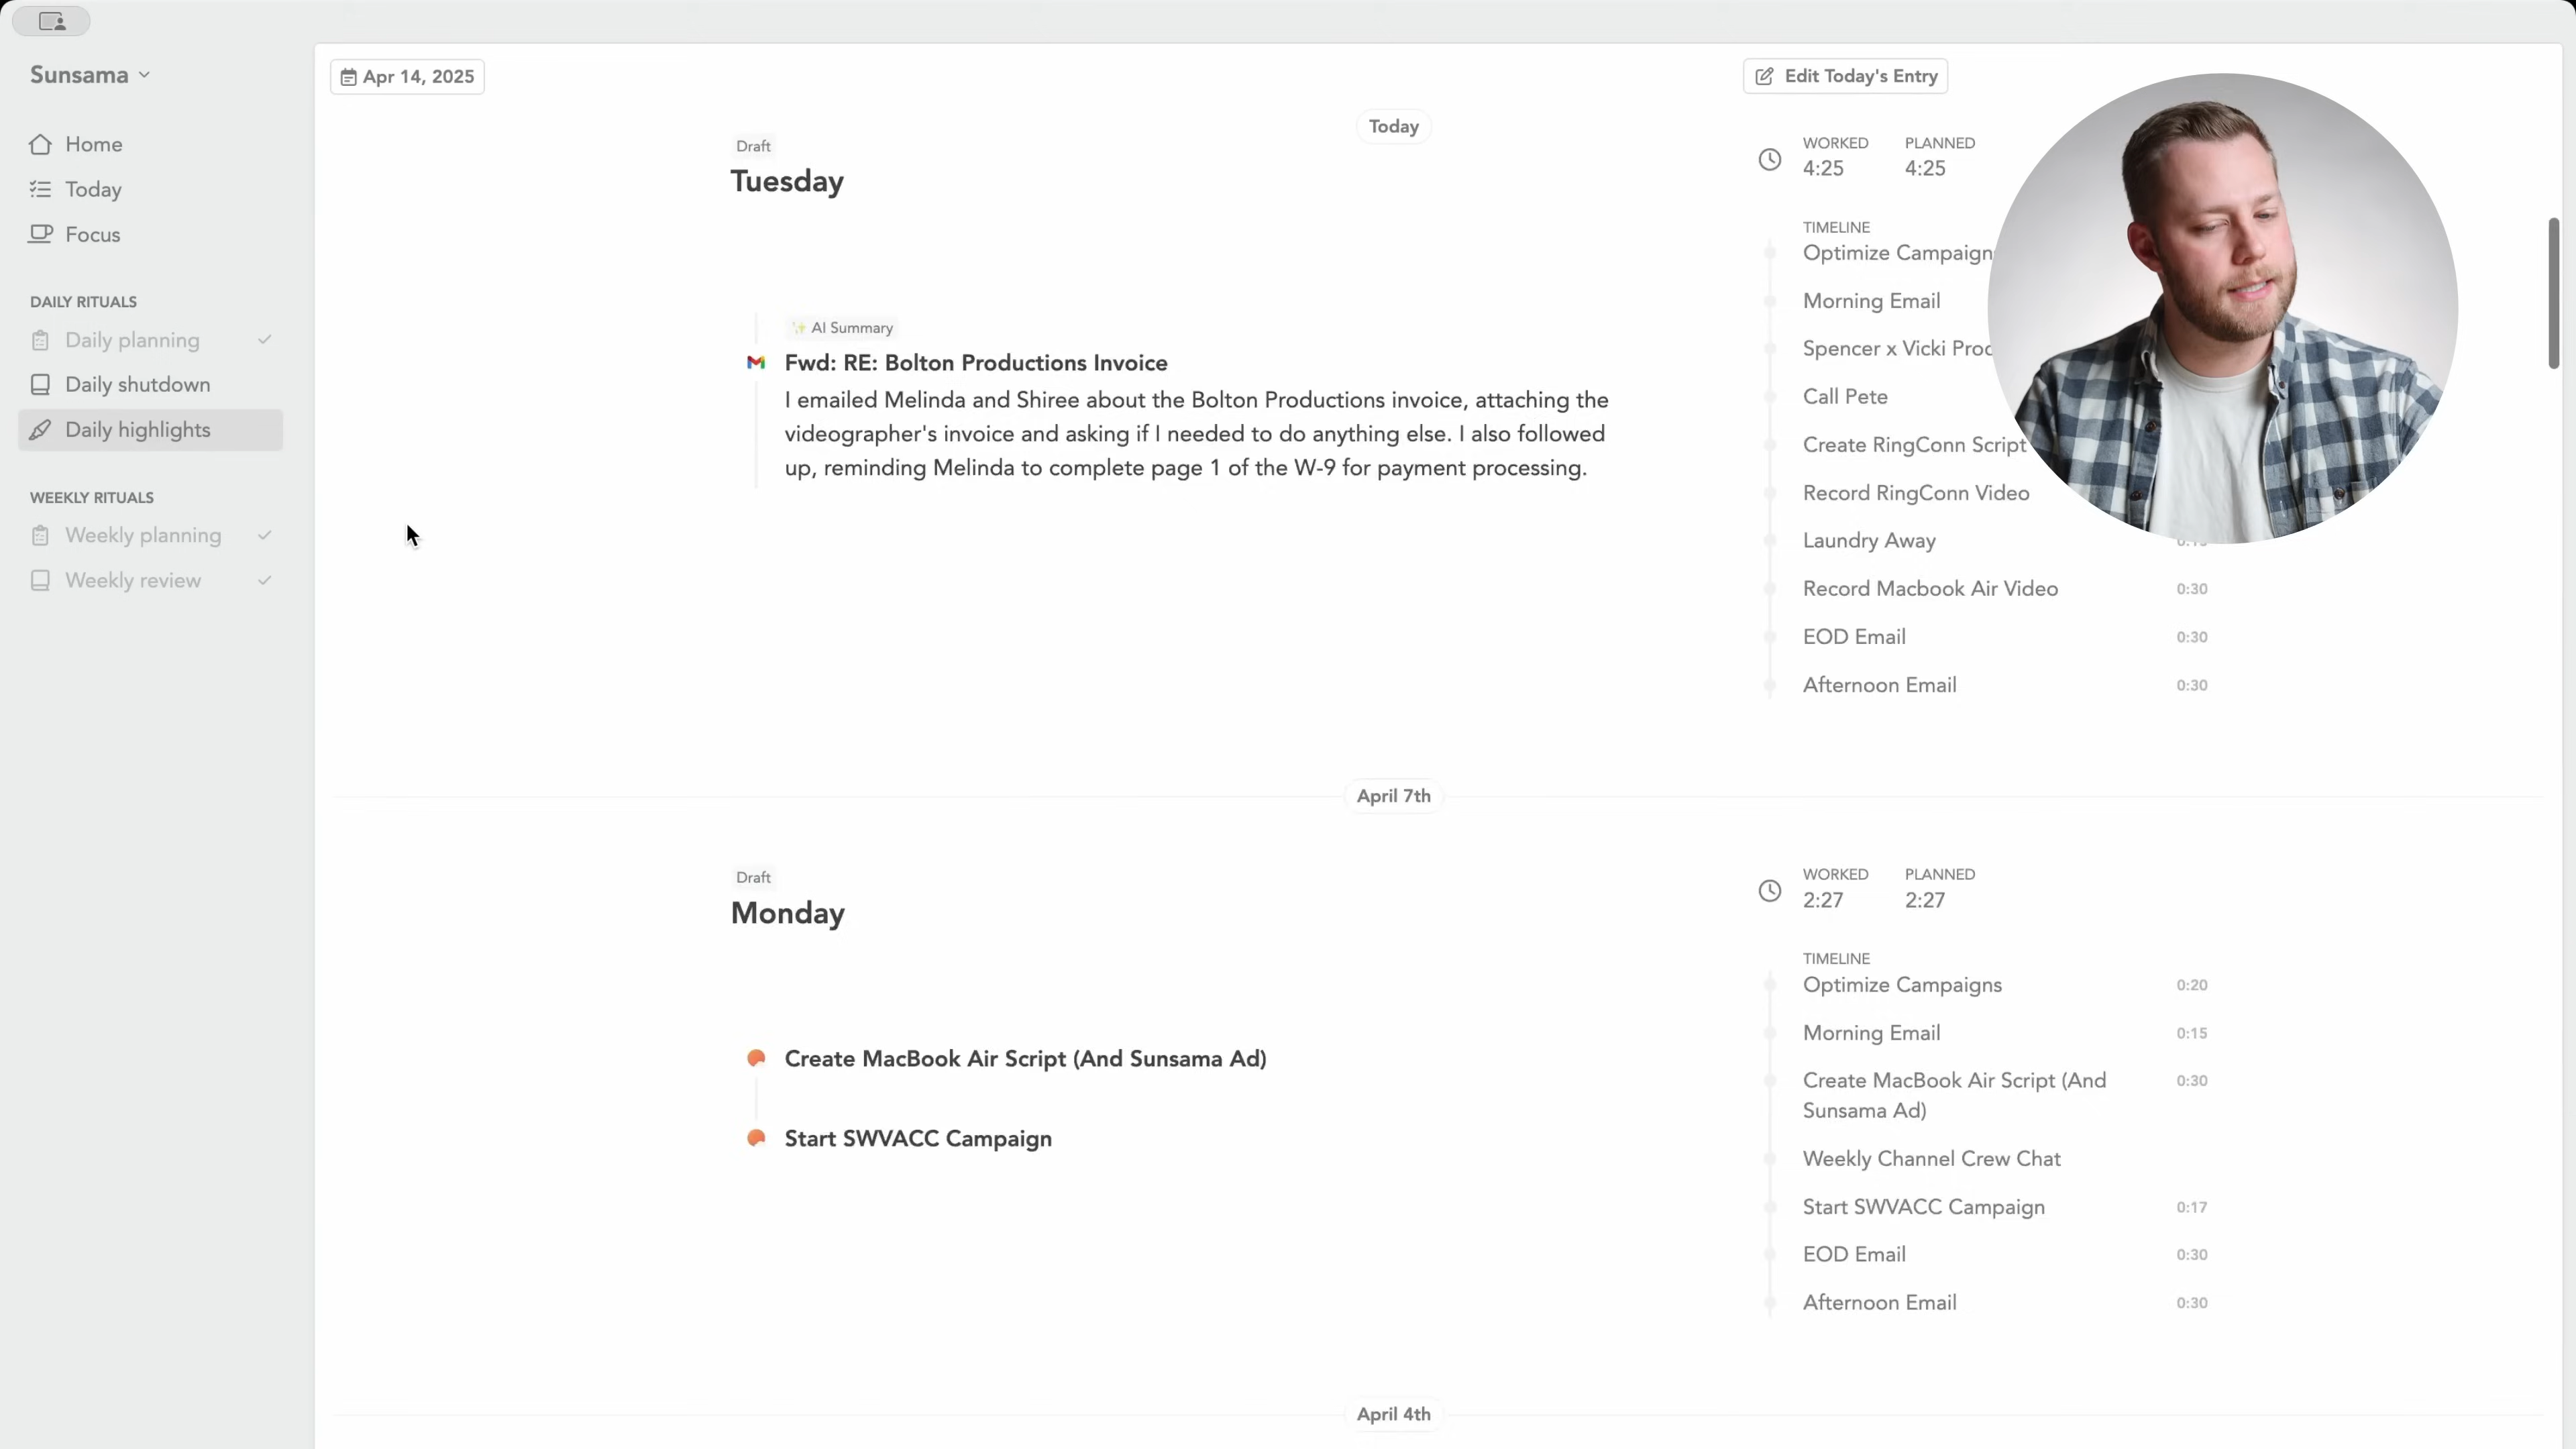 Sunsama
Home
Today
Focus
DAILY RITUALS
Daily planning
Daily shutdown
Daily highlights
WEEKLY RITUALS
Weekly planning
Weekly review
Apr 14, 2025
Edit Today's Entry
Today
Draft
Tuesday
AI Summary
Fwd: RE: Bolton Productions Invoice
I emailed Melinda and Shiree about the Bolton Productions invoice, attaching the
videographer's invoice and asking if I needed to do anything else. I also followed
up, reminding Melinda to complete page 1 of the W-9 for payment processing.
WORKED PLANNED
4:25 4:25
TIMELINE
Optimize Campaign
Morning Email
Spencer x Vicki
Call Pete
Create RingConn Script
Record RingConn Video
Laundry Away
Record Macbook Air Video 0:30
EOD Email 0:30
Afternoon Email 0:30
April 7th
Draft
Monday
Create MacBook Air Script (And Sunsama Ad)
Start SWVACC Campaign
WORKED PLANNED
2:27 2:27
TIMELINE
Optimize Campaigns 0:20
Morning Email 0:15
Create MacBook Air Script (And 0:30
Sunsama Ad)
Weekly Channel Crew Chat
Start SWVACC Campaign 0:17
EOD Email 0:30
Afternoon Email 0:30
April 4th